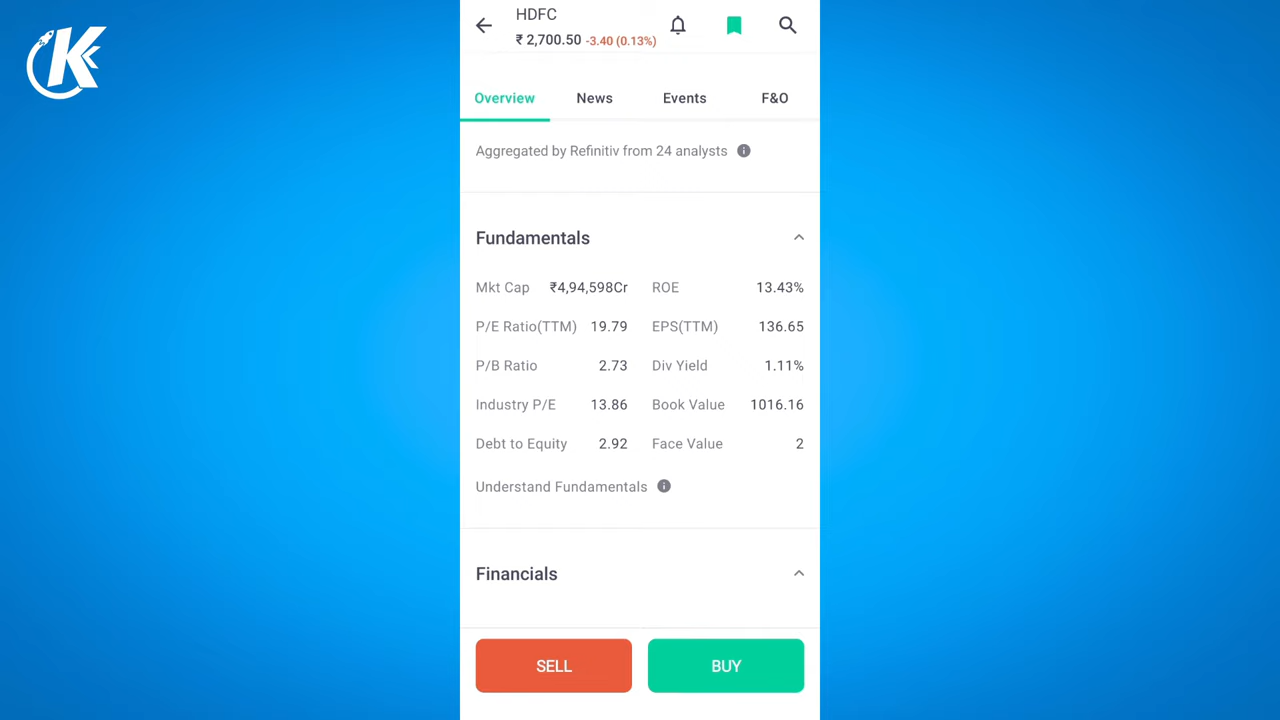 K
HDFC
₹ 2,700.50 -3.40 (0.13%)
Overview News Events F&O
Aggregated by Refinitiv from 24 analysts
Fundamentals
Mkt Cap ₹4,94,598Cr ROE 13.43%
P/E Ratio(TTM) 19.79 EPS(TTM) 136.65
P/B Ratio 2.73 Div Yield 1.11%
Industry P/E 13.86 Book Value 1016.16
Debt to Equity 2.92 Face Value 2
Understand Fundamentals
Financials
SELL BUY